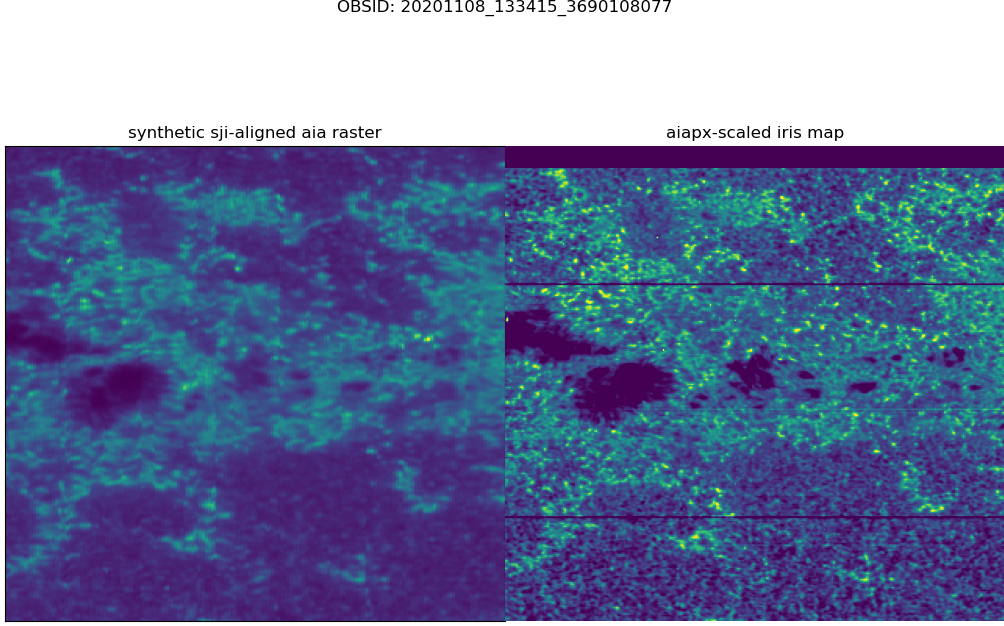 OBSID: 20201108_133415_3690108077
synthetic sji-aligned aia raster
aiapx-scaled iris map